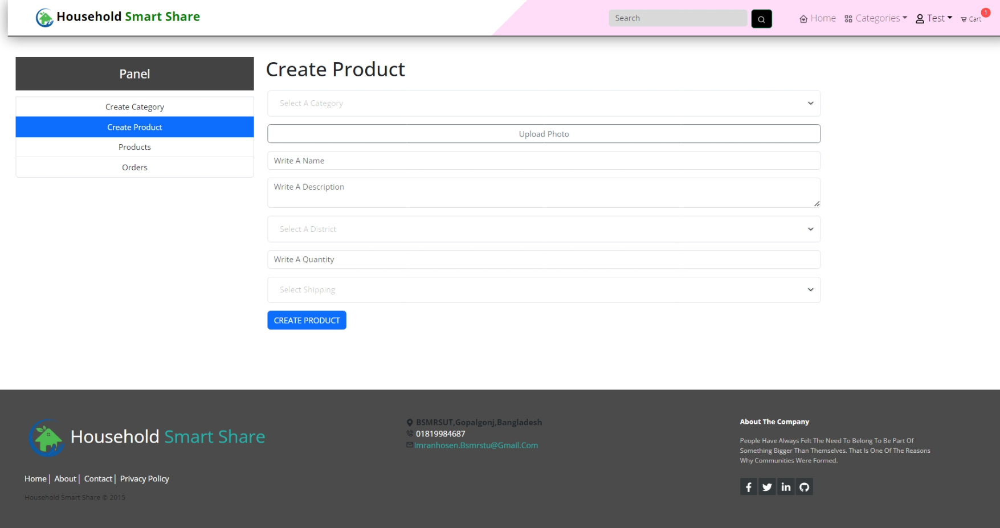 Household Smart Share
Search
Home
Categories
Test
Cart
1
Panel
Create Category
Create Product
Products
Orders
Create Product
Select A Category
Upload Photo
Write A Name
Write A Description
Select A District
Write A Quantity
Select Shipping
CREATE PRODUCT
Household Smart Share
Home| About| Contact| Privacy Policy
Household Smart Share © 2015
BSMRSUT,Gopalgonj,Bangladesh
01819984687
Imranhosen.Bsmrstu@Gmail.Com
About The Company
People Have Always Felt The Need To Belong To Be Part Of
Something Bigger Than Themselves. That Is One Of The Reasons
Why Communities Were Formed.